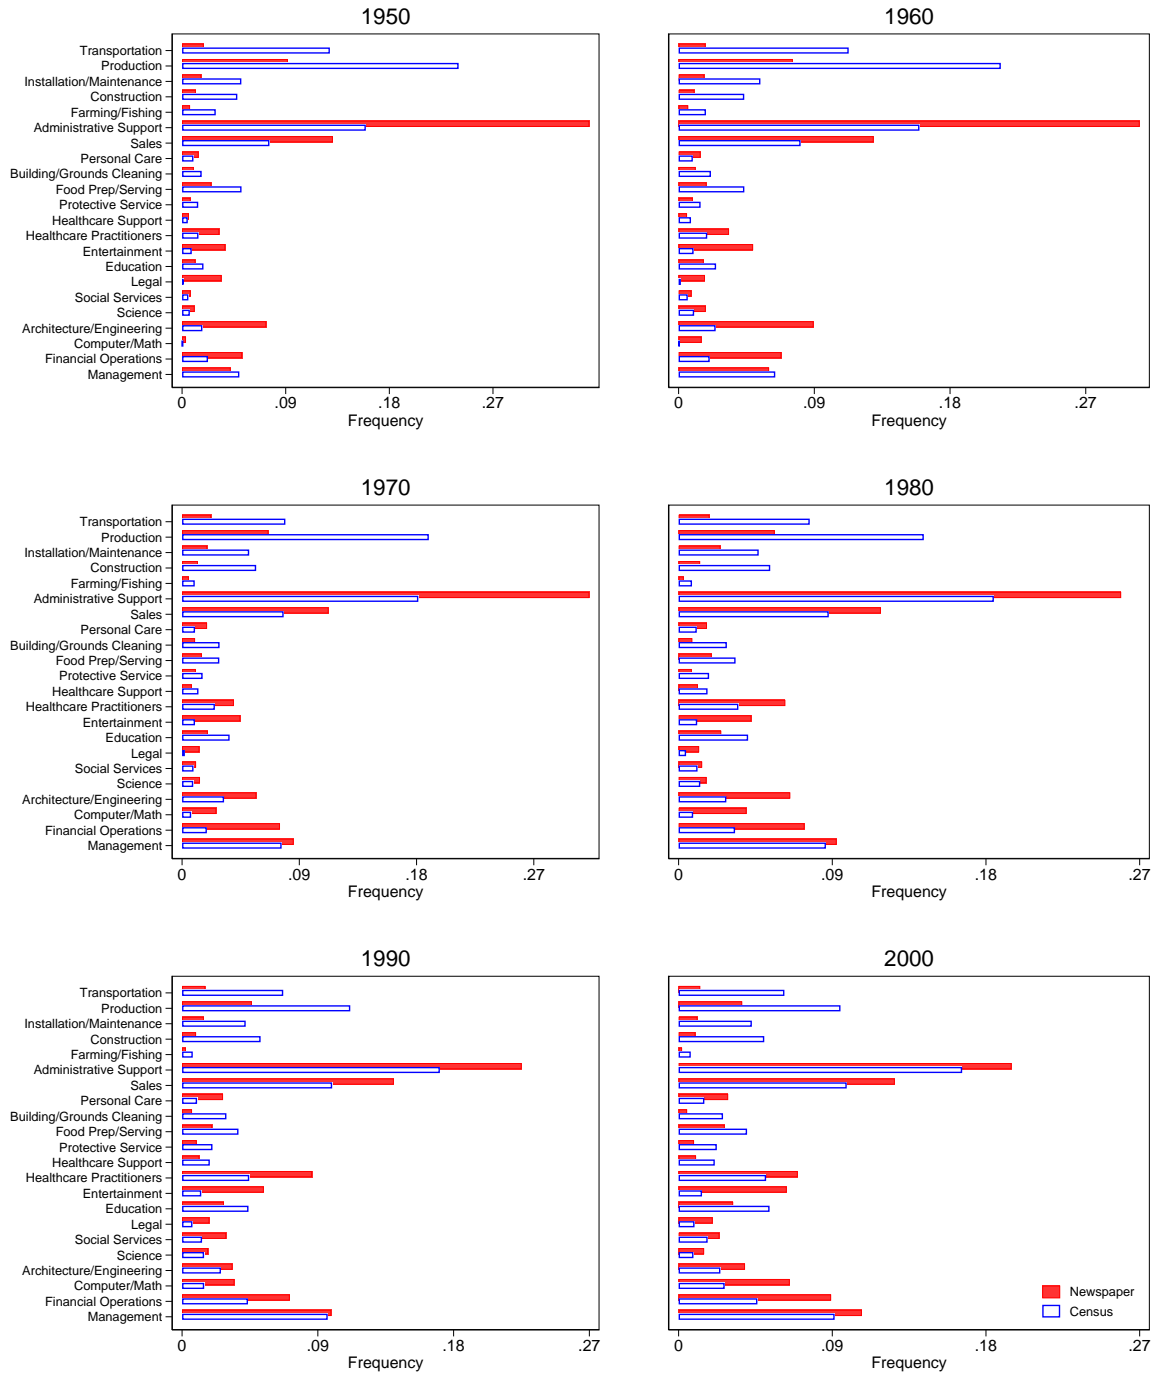 1950
Transportation
Production
Installation/Maintenance
Construction
Farming/Fishing
Administrative Support
Sales
Personal Care
Building/Grounds Cleaning
Food Prep/Serving
Protective Service
Healthcare Support
Healthcare Practitioners
Entertainment
Education
Legal
Social Services
Science
Architecture/Engineering
Computer/Math
Financial Operations
Management
0 .09 .18 .27
Frequency
1960
0 .09 .18 .27
Frequency
1970
Transportation
Production
Installation/Maintenance
Construction
Farming/Fishing
Administrative Support
Sales
Personal Care
Building/Grounds Cleaning
Food Prep/Serving
Protective Service
Healthcare Support
Healthcare Practitioners
Entertainment
Education
Legal
Social Services
Science
Architecture/Engineering
Computer/Math
Financial Operations
Management
0 .09 .18 .27
Frequency
1980
0 .09 .18 .27
Frequency
1990
Transportation
Production
Installation/Maintenance
Construction
Farming/Fishing
Administrative Support
Sales
Personal Care
Building/Grounds Cleaning
Food Prep/Serving
Protective Service
Healthcare Support
Healthcare Practitioners
Entertainment
Education
Legal
Social Services
Science
Architecture/Engineering
Computer/Math
Financial Operations
Management
0 .09 .18 .27
Frequency
2000
Newspaper
Census
0 .09 .18 .27
Frequency